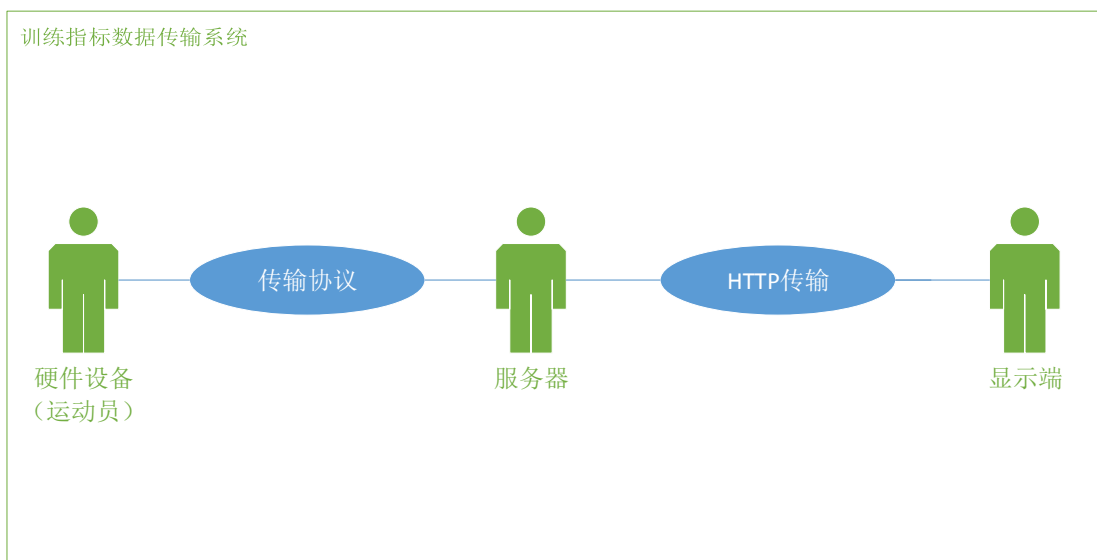 训练指标数据传输系统
传输协议
HTTP传输
硬件设备
（运动员）
服务器
显示端